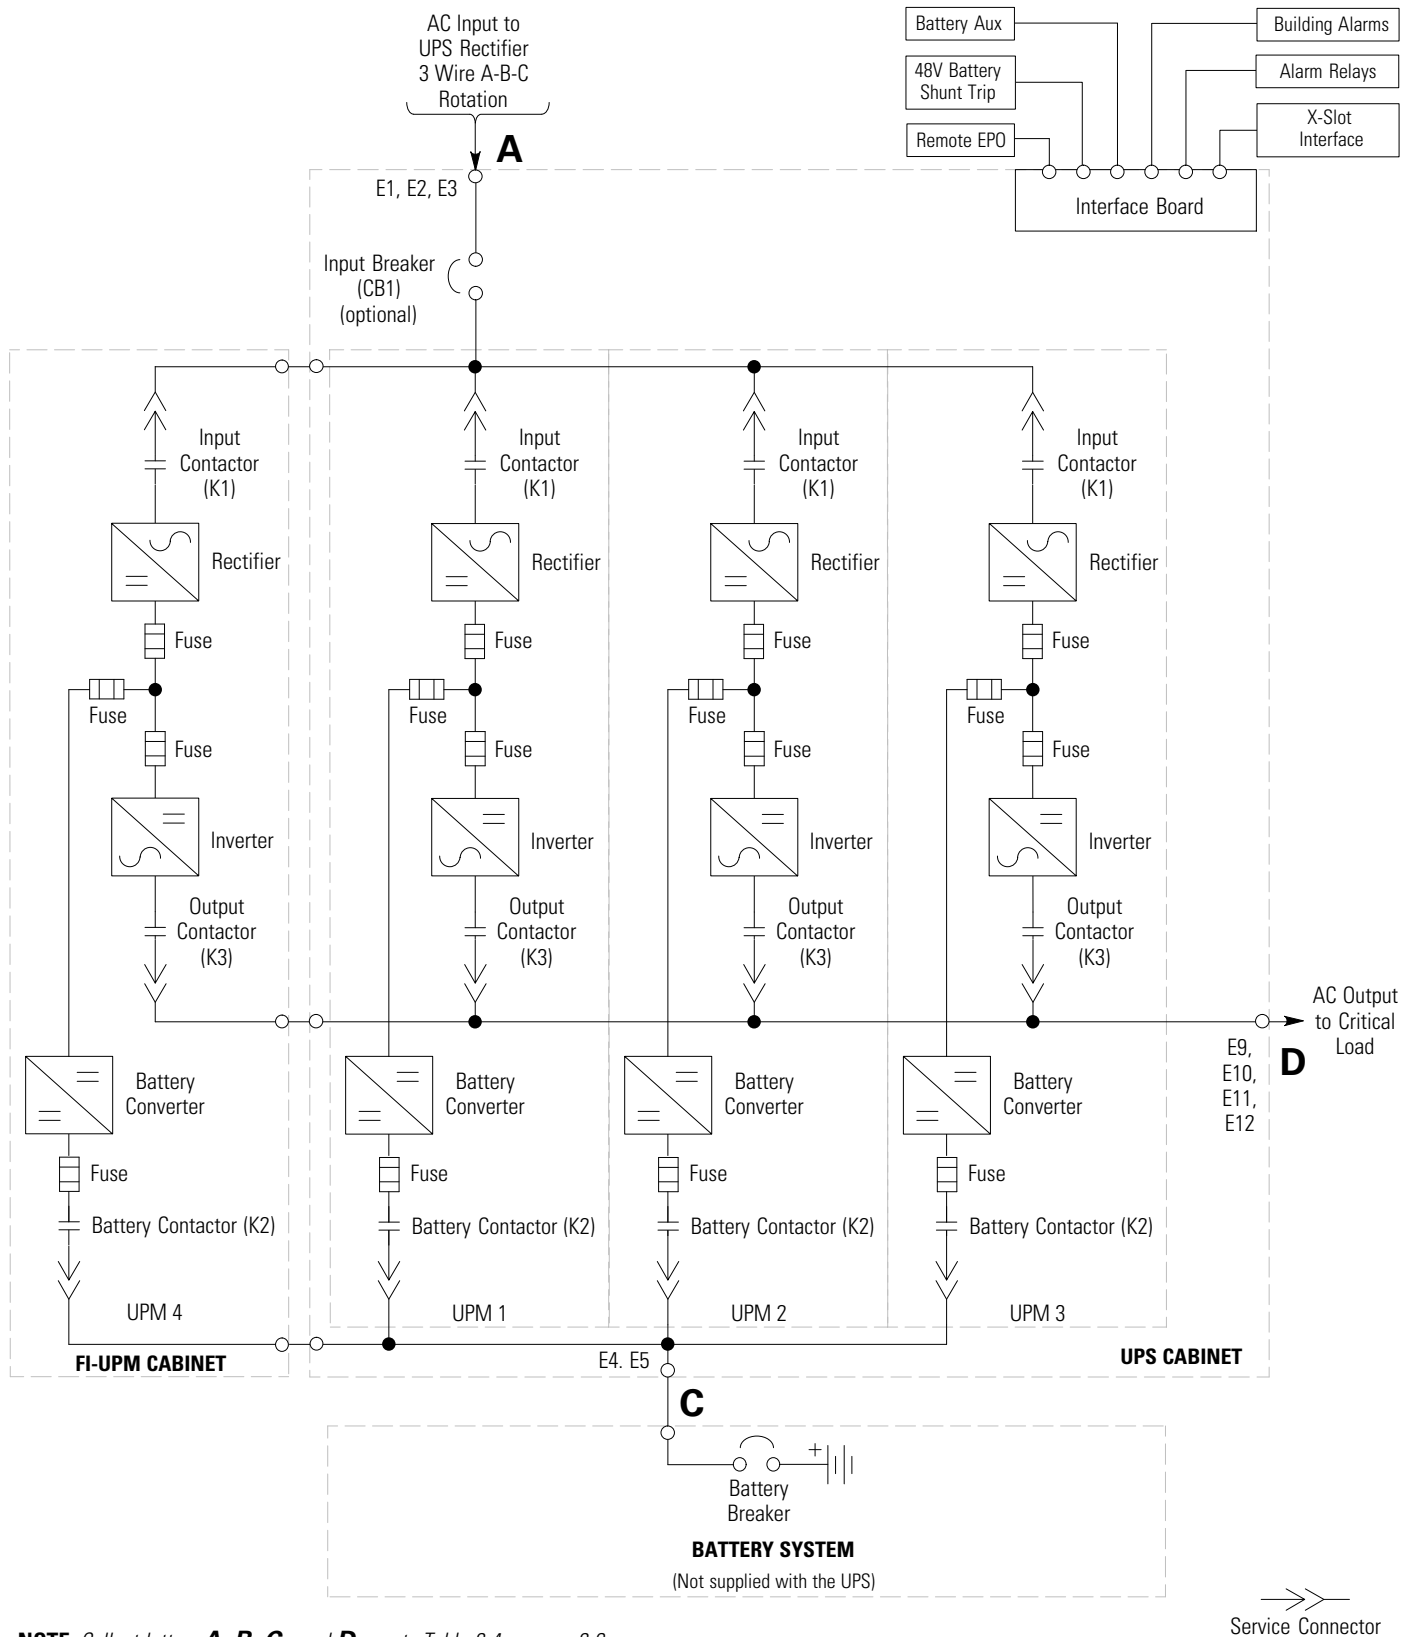 AC Input to
UPS Rectifier
3 Wire A-B-C
Rotation
A
Battery Aux
48V Battery
Shunt Trip
Remote EPO
Building Alarms
Alarm Relays
X-Slot
Interface
Interface Board
E1, E2, E3
Input Breaker
(CB1)
(optional)
Input
Contactor
(K1)
Input
Contactor
(K1)
Input
Contactor
(K1)
Input
Contactor
(K1)
Rectifier
Rectifier
Rectifier
Rectifier
Fuse
Fuse
Fuse
Fuse
Fuse
Fuse
Fuse
Fuse
Fuse
Fuse
Fuse
Fuse
Inverter
Inverter
Inverter
Inverter
Output
Contactor
(K3)
Output
Contactor
(K3)
Output
Contactor
(K3)
Output
Contactor
(K3)
AC Output
to Critical
Load
D
E9,
E10,
E11,
E12
Battery
Converter
Battery
Converter
Battery
Converter
Battery
Converter
Fuse
Fuse
Fuse
Fuse
Battery Contactor (K2)
Battery Contactor (K2)
Battery Contactor (K2)
Battery Contactor (K2)
UPM 4
UPM 1
UPM 2
UPM 3
FI-UPM CABINET
E4. E5
UPS CABINET
C
+
Battery
Breaker
BATTERY SYSTEM
(Not supplied with the UPS)
Service Connector
NOTE